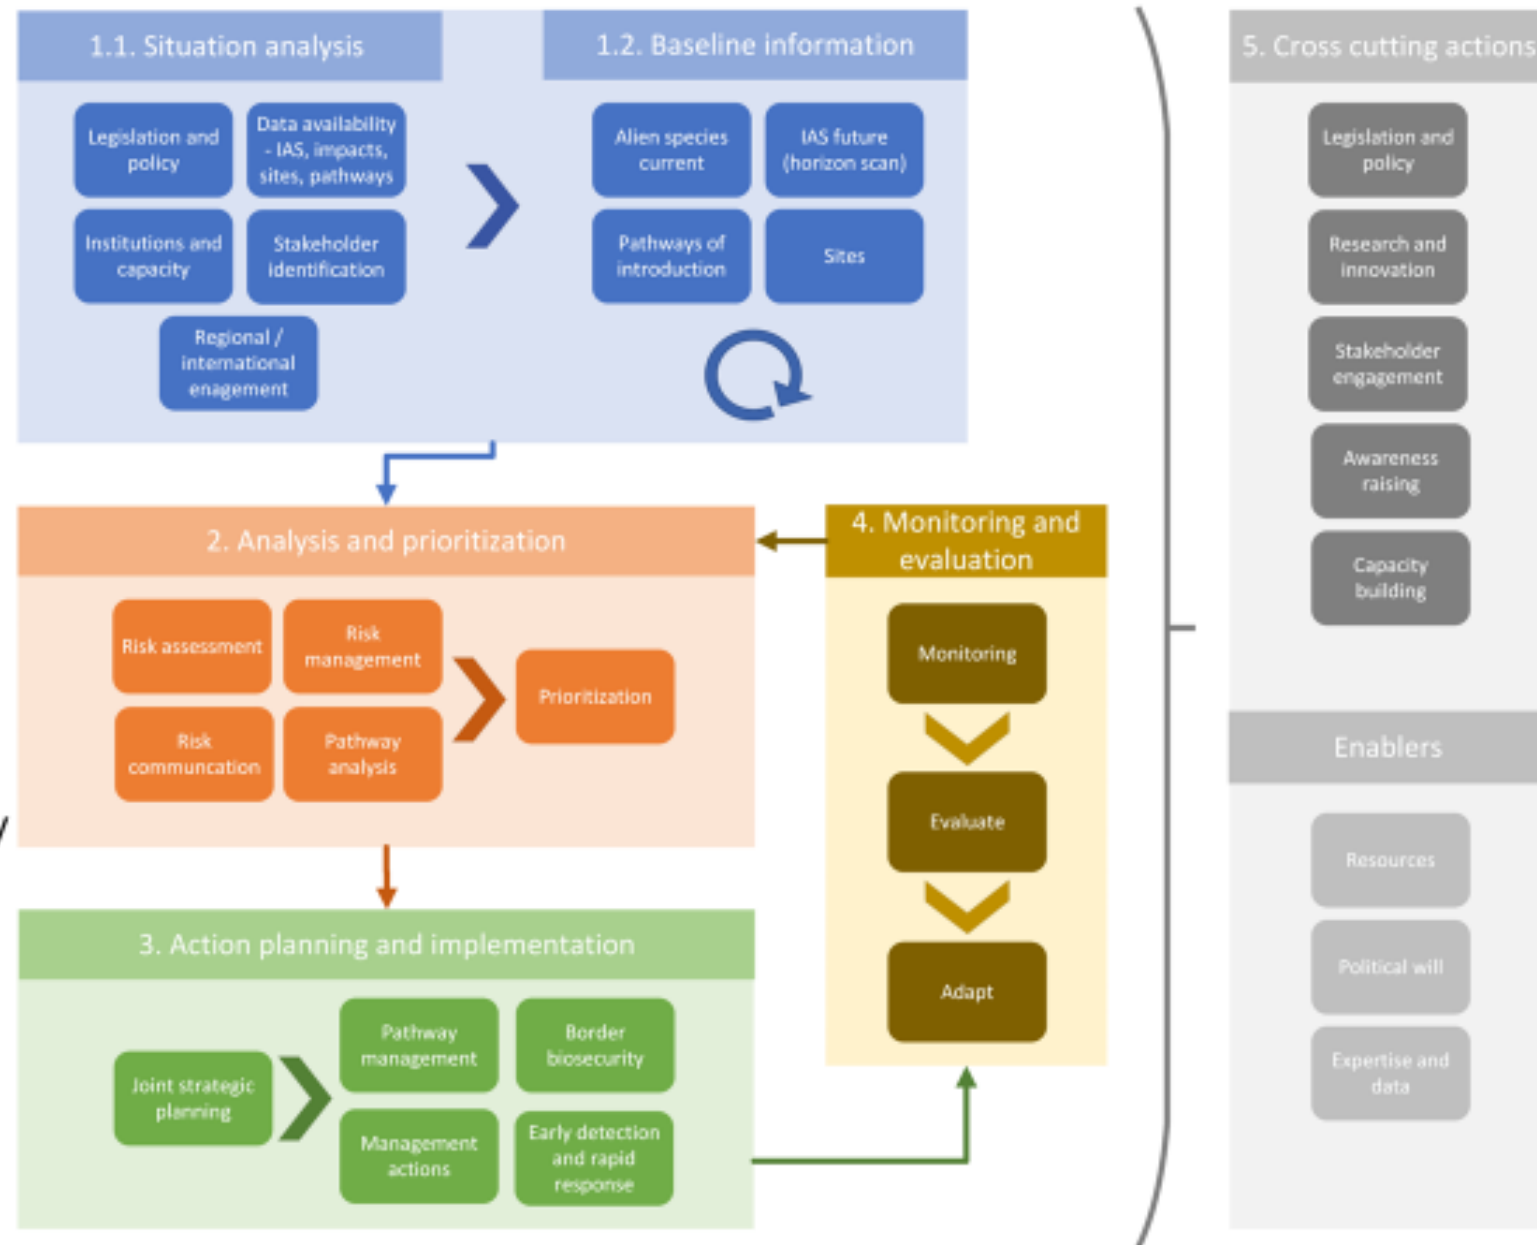 1.1. Situation analysis
Legislation and
policy
Data availability
- IAS, impacts,
sites, pathways
Institutions and
capacity
Stakeholder
identification
Regional /
international
enagement
1.2. Baseline information
Alien species
current
IAS future
(horizon scan)
Pathways of
introduction
Sites
2. Analysis and prioritization
Risk assessment
Risk
management
Risk
communcation
Pathway
analysis
Prioritization
3. Action planning and implementation
Joint strategic
planning
Pathway
management
Border
biosecurity
Management
actions
Early detection
and rapid
response
4. Monitoring and
evaluation
Monitoring
Evaluate
Adapt
5. Cross cutting actions
Legislation and
policy
Research and
innovation
Stakeholder
engagement
Awareness
raising
Capacity
building
Enablers
Resources
Political will
Expertise and
data